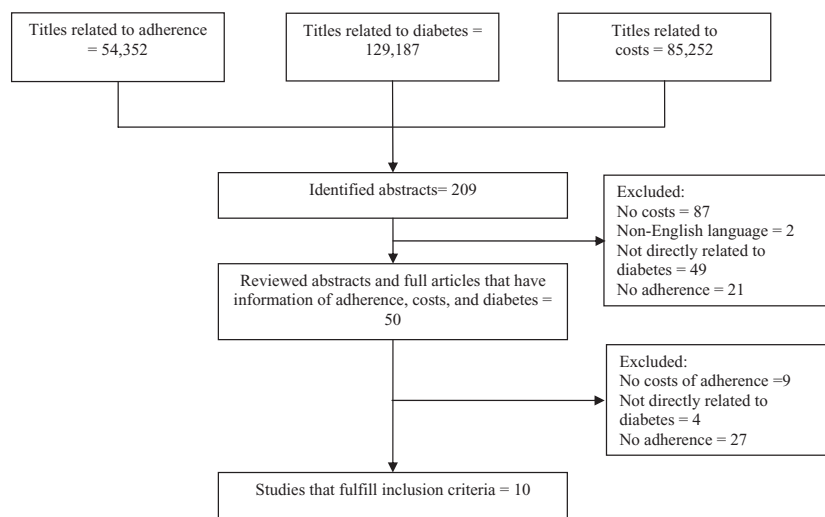 Titles related to adherence
= 54,352
Titles related to diabetes =
129,187
Titles related to
costs = 85,252
Identified abstracts= 209
Excluded:
No costs = 87
Non-English language = 2
Not directly related to
diabetes = 49
No adherence = 21
Reviewed abstracts and full articles that have
information of adherence, costs, and diabetes =
50
Excluded:
No costs of adherence =9
Not directly related to
diabetes = 4
No adherence = 27
Studies that fulfill inclusion criteria = 10